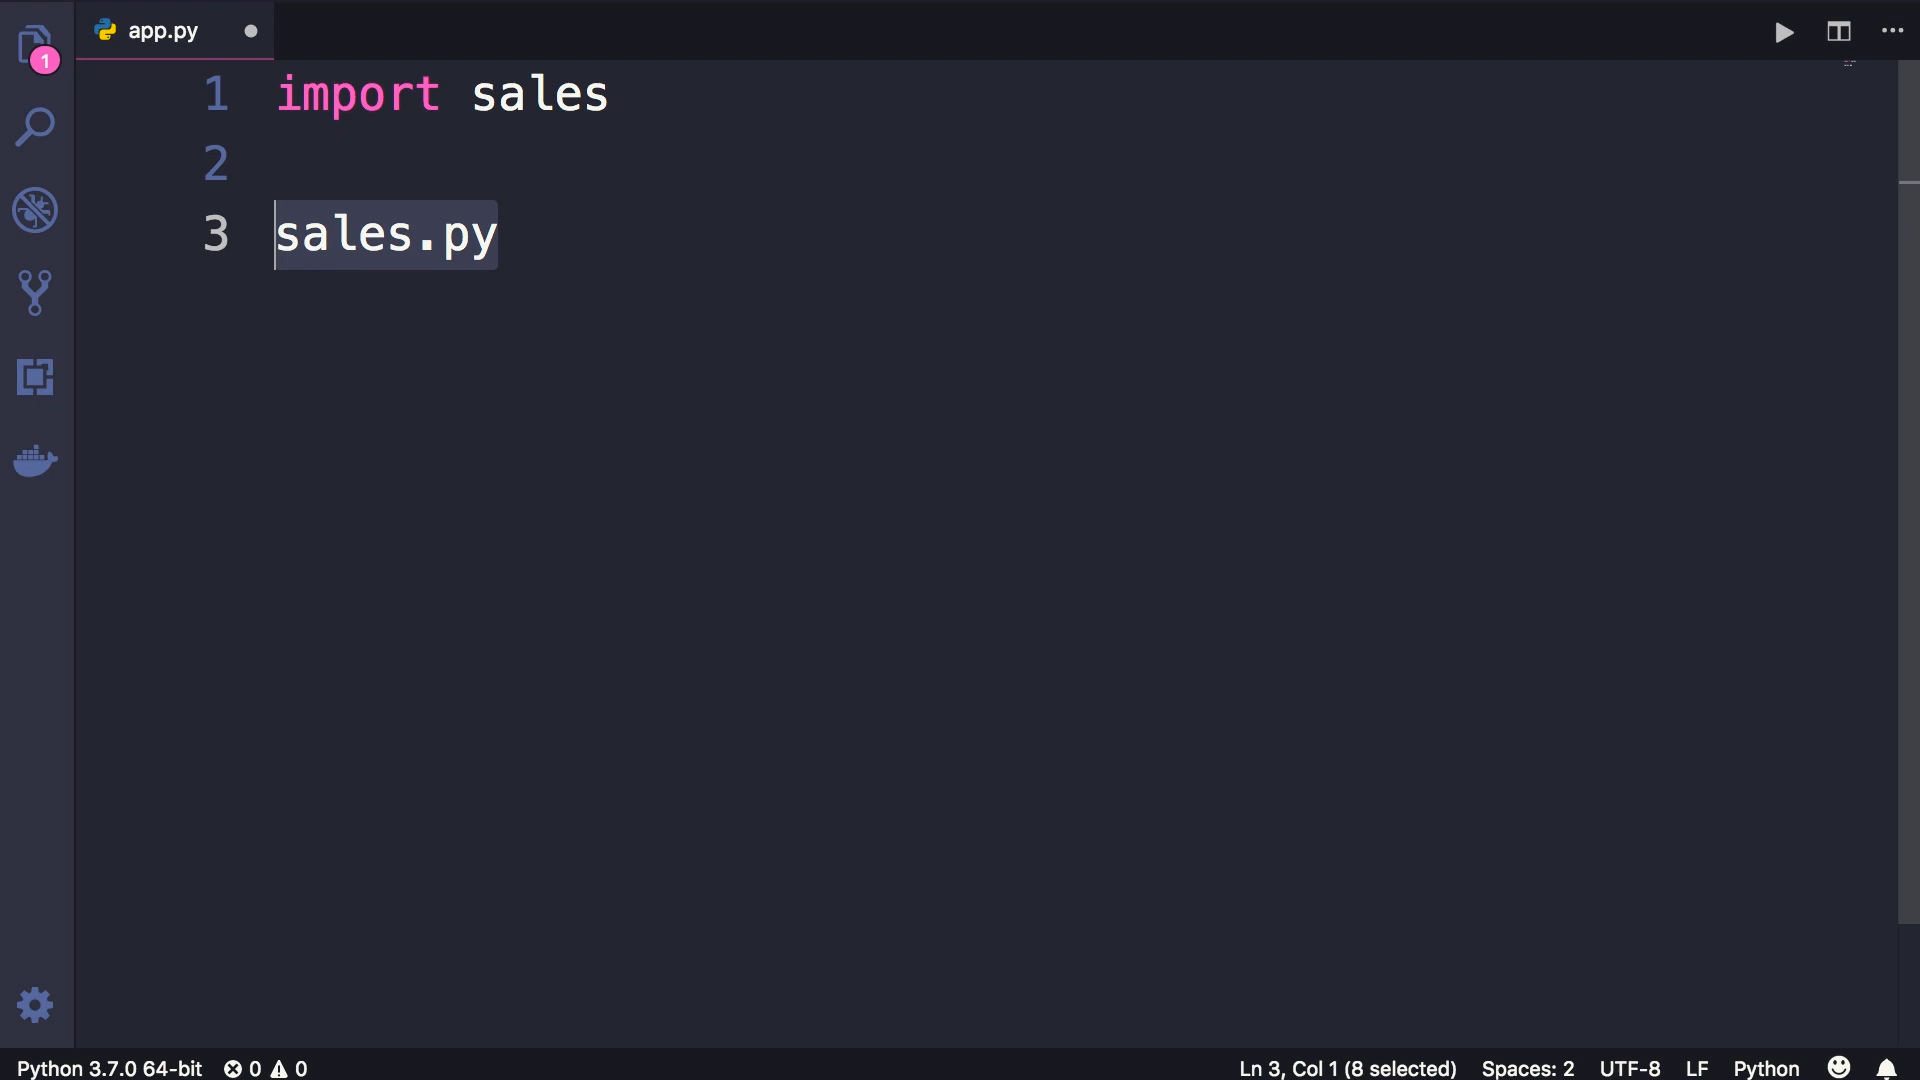 app.py
1
1 import sales
2
3 sales.py
Python 3.7.0 64-bit 0 0 Ln 3, Col 1 (8 selected) Spaces: 2 UTF-8 LF Python